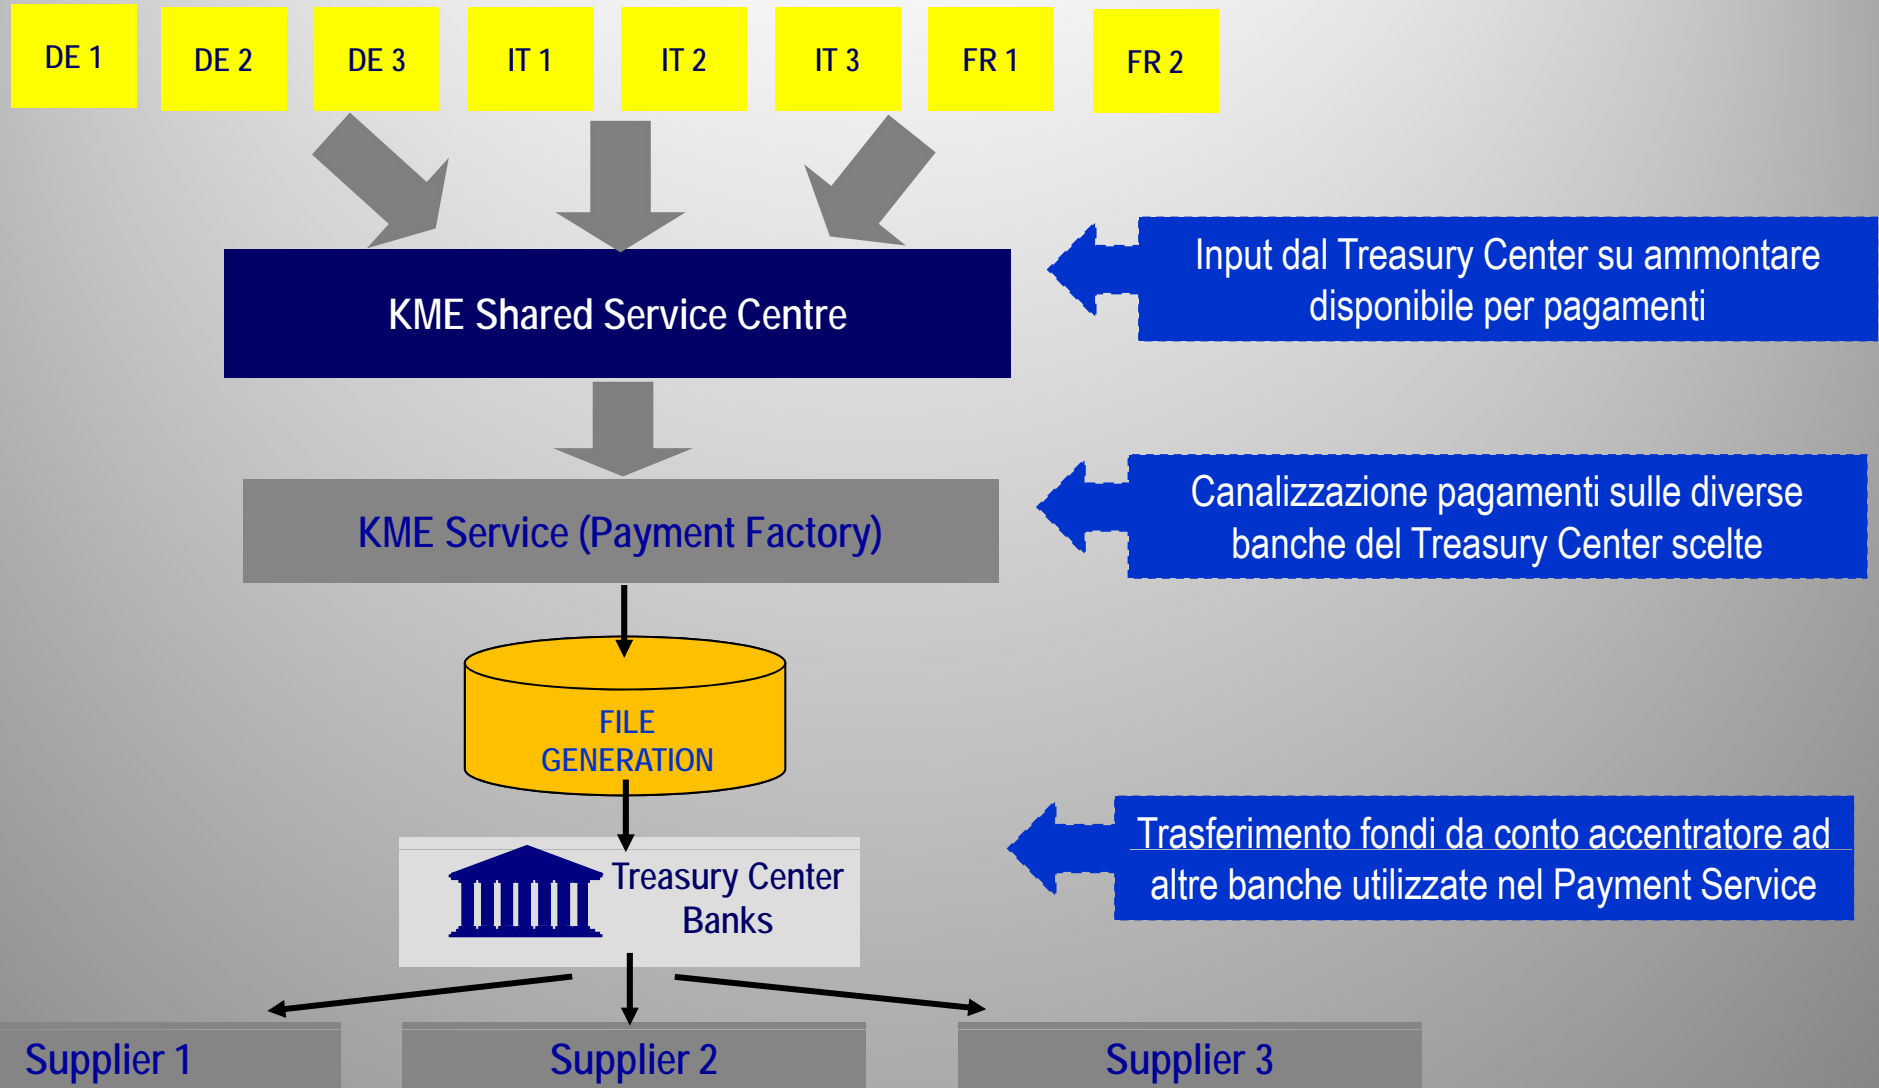 DE 1
DE 2
DE 3
IT 1
IT 2
IT 3
FR 1
FR 2
KME Shared Service Centre
Input dal Treasury Center su ammontare
disponibile per pagamenti
KME Service (Payment Factory)
Canalizzazione pagamenti sulle diverse
banche del Treasury Center scelte
FILE
GENERATION
Treasury Center
Banks
Trasferimento fondi da conto accentratore ad
altre banche utilizzate nel Payment Service
Supplier 1
Supplier 2
Supplier 3